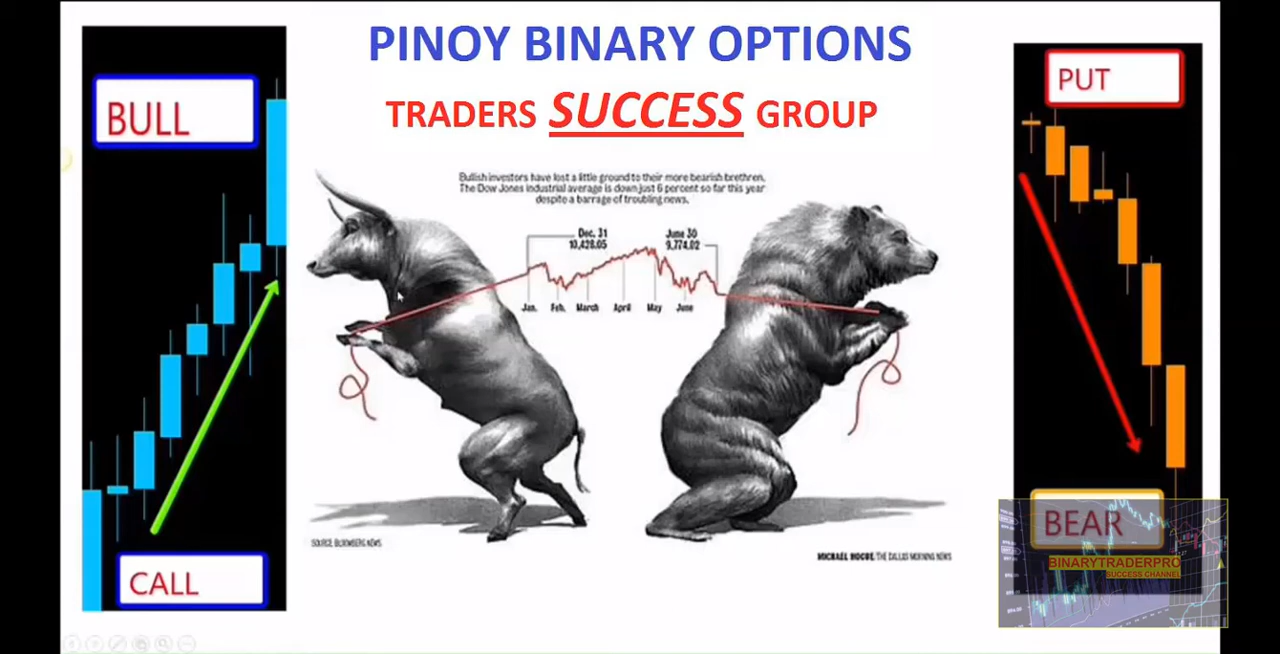 PINOY BINARY OPTIONS
TRADERS SUCCESS GROUP
BULL
CALL
Bullish investors have lost a little ground to their more bearish brethren.
The Dow Jones industrial average is down just 6 percent so far this year
despite a barrage of troubling news.
Dec. 31
10,428.05
June 30
9,774.02
Jan. Feb. March April May June
SOURCE: BLOOMBERG NEWS
MICHAEL HOGUE/THE DALLAS MORNING NEWS
PUT
BEAR
BINARYTRADERPRO
SUCCESS CHANNEL